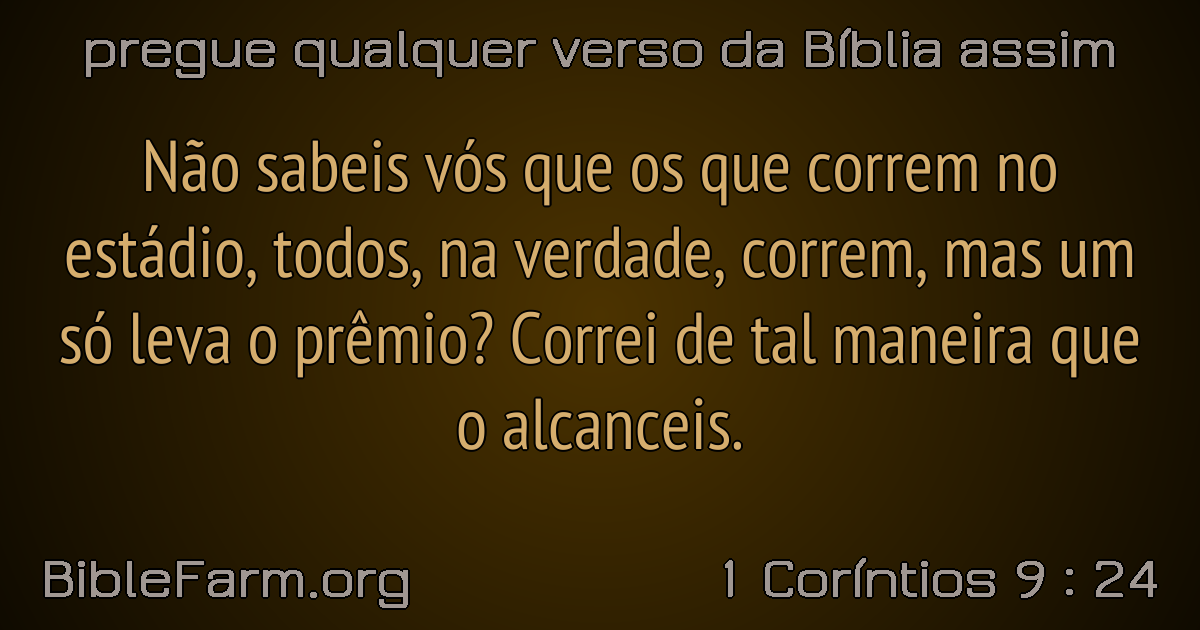 pregue qualquer verso da Bíblia assim
Não sabeis vós que os que correm no
estádio, todos, na verdade, correm, mas um
só leva o prêmio? Correi de tal maneira que
o alcanceis.
BibleFarm.org
1 Coríntios 9 : 24